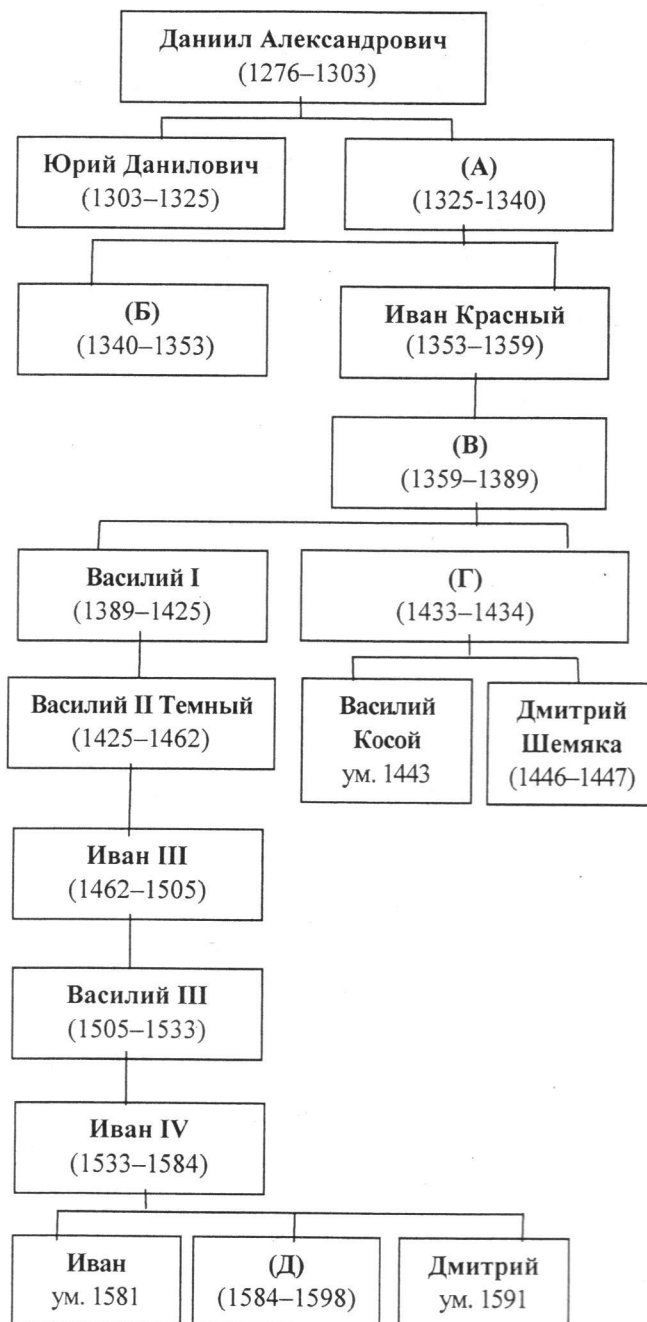 Даниил Александрович
(1276–1303)
Юрий Данилович
(1303–1325)
(А)
(1325-1340)
(Б)
(1340–1353)
Иван Красный
(1353–1359)
(В)
(1359–1389)
Василий I
(1389–1425)
(Г)
(1433–1434)
Василий II Темный
(1425–1462)
Василий
Косой
ум. 1443
Дмитрий
Шемяка
(1446–1447)
Иван III
(1462–1505)
Василий III
(1505–1533)
Иван IV
(1533–1584)
Иван
ум. 1581
(Д)
(1584–1598)
Дмитрий
ум. 1591